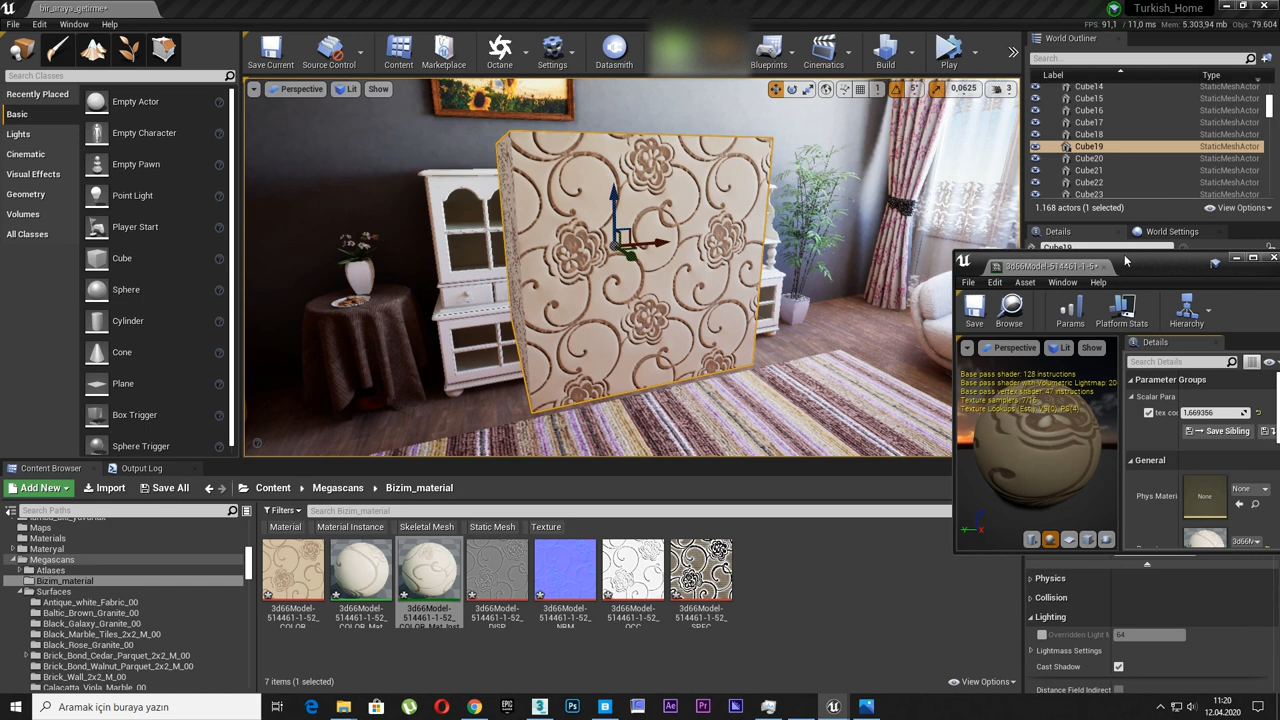 bir_araya_getirme*
Turkish_Home
File Edit Window Help
FPS: 91,1 / 11,0 ms Mem: 5.303,94 mb Objs: 79.604
Save Current
Source Control
Content
Marketplace
Octane
Settings
Datasmith
Blueprints
Cinematics
Build
Play
World Outliner
Search Classes
Search...
Label
Type
Recently Placed
Basic
Lights
Cinematic
Visual Effects
Geometry
Volumes
All Classes
Empty Actor
Empty Character
Empty Pawn
Point Light
Player Start
Cube
Sphere
Cylinder
Cone
Plane
Box Trigger
Sphere Trigger
Perspective
Lit
Show
5°
0,0625
3
Cube14 StaticMeshActor
Cube15 StaticMeshActor
Cube16 StaticMeshActor
Cube17 StaticMeshActor
Cube18 StaticMeshActor
Cube19 StaticMeshActor
Cube20 StaticMeshActor
Cube21 StaticMeshActor
Cube22 StaticMeshActor
Cube23 StaticMeshActor
1.168 actors (1 selected)
View Options
Details
World Settings
Cube19
3d66Model-514461-1-5*
File Edit Asset Window Help
Save
Browse
Params
Platform Stats
Hierarchy
Perspective
Lit
Show
Details
Search Details
Base pass shader: 128 instructions
Base pass shader with Volumetric Lightmap: 20
Base pass vertex shader: 47 instructions
Texture samplers: 7/16
Texture Lookups (Est.): VS(0), PS(4)
Parameter Groups
Scalar Para
tex co
1,669356
Save Sibling
General
Phys Materi
None
None
3d66M
Physics
Collision
Lighting
Overridden Light M 64
Lightmass Settings
Cast Shadow
Distance Field Indirect
Content Browser
Output Log
Add New
Import
Save All
Content
Megascans
Bizim_material
Search Paths
Filters
Search Bizim_material
Material
Material Instance
Skeletal Mesh
Static Mesh
Texture
Maps
Materials
Materyal
Megascans
Atlases
Bizim_material
Surfaces
Antique_white_Fabric_00
Baltic_Brown_Granite_00
Black_Galaxy_Granite_00
Black_Marble_Tiles_2x2_M_00
Black_Rose_Granite_00
Brick_Bond_Cedar_Parquet_2x2_M_00
Brick_Bond_Walnut_Parquet_2x2_M_00
Brick_Wall_2x2_M_00
Calacatta_Viola_Marble_00
3d66Model-514461-1-52_COLOR
3d66Model-514461-1-52_COLOR_Mat
3d66Model-514461-1-52_COLOR_Mat_Inst
3d66Model-514461-1-52_DISP
3d66Model-514461-1-52_NRM
3d66Model-514461-1-52_OCC
3d66Model-514461-1-52_SPEC
7 items (1 selected)
View Options
Aramak için buraya yazın
11:20
12.04.2020